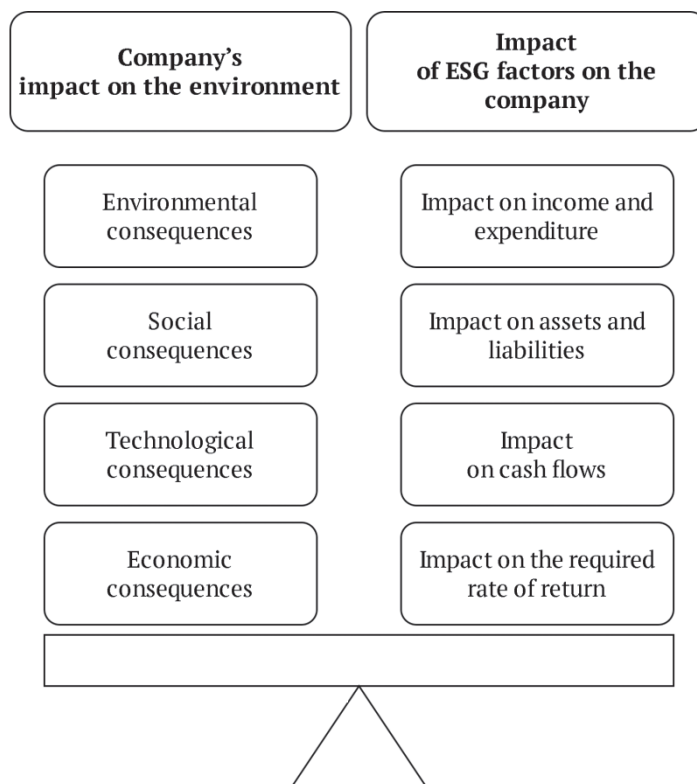 Company's
impact on the environment
Impact
of ESG factors on the
company
Environmental
consequences
Impact on income and
expenditure
Social
consequences
Impact on assets and
liabilities
Technological
consequences
Impact
on cash flows
Economic
consequences
Impact on the required
rate of return